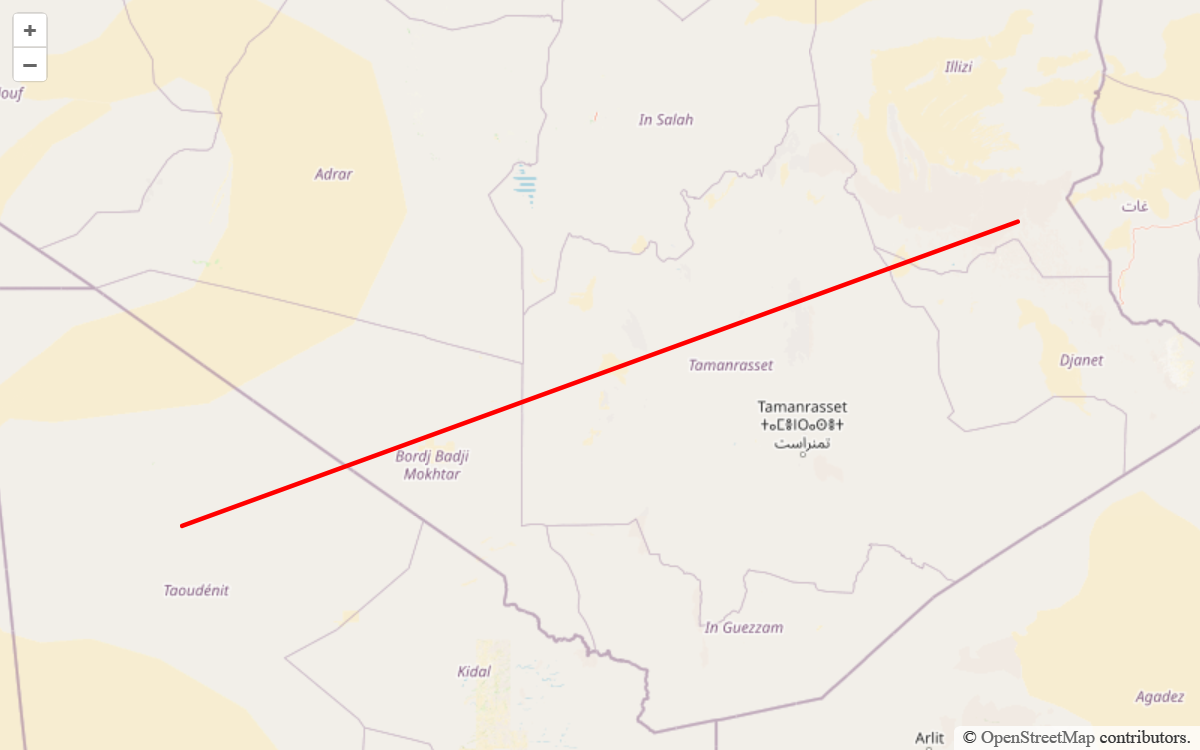 +
−
Illizi
louf
In Salah
Adrar
غات
Djanet
Tamanrasset
Tamanrasset
ⵜⴰⵎⵏⵔⴰⵙⵜ
تمنراست
Bordj Badji
Mokhtar
Taoudénit
In Guezzam
Kidal
Agadez
Arlit
© OpenStreetMap contributors.